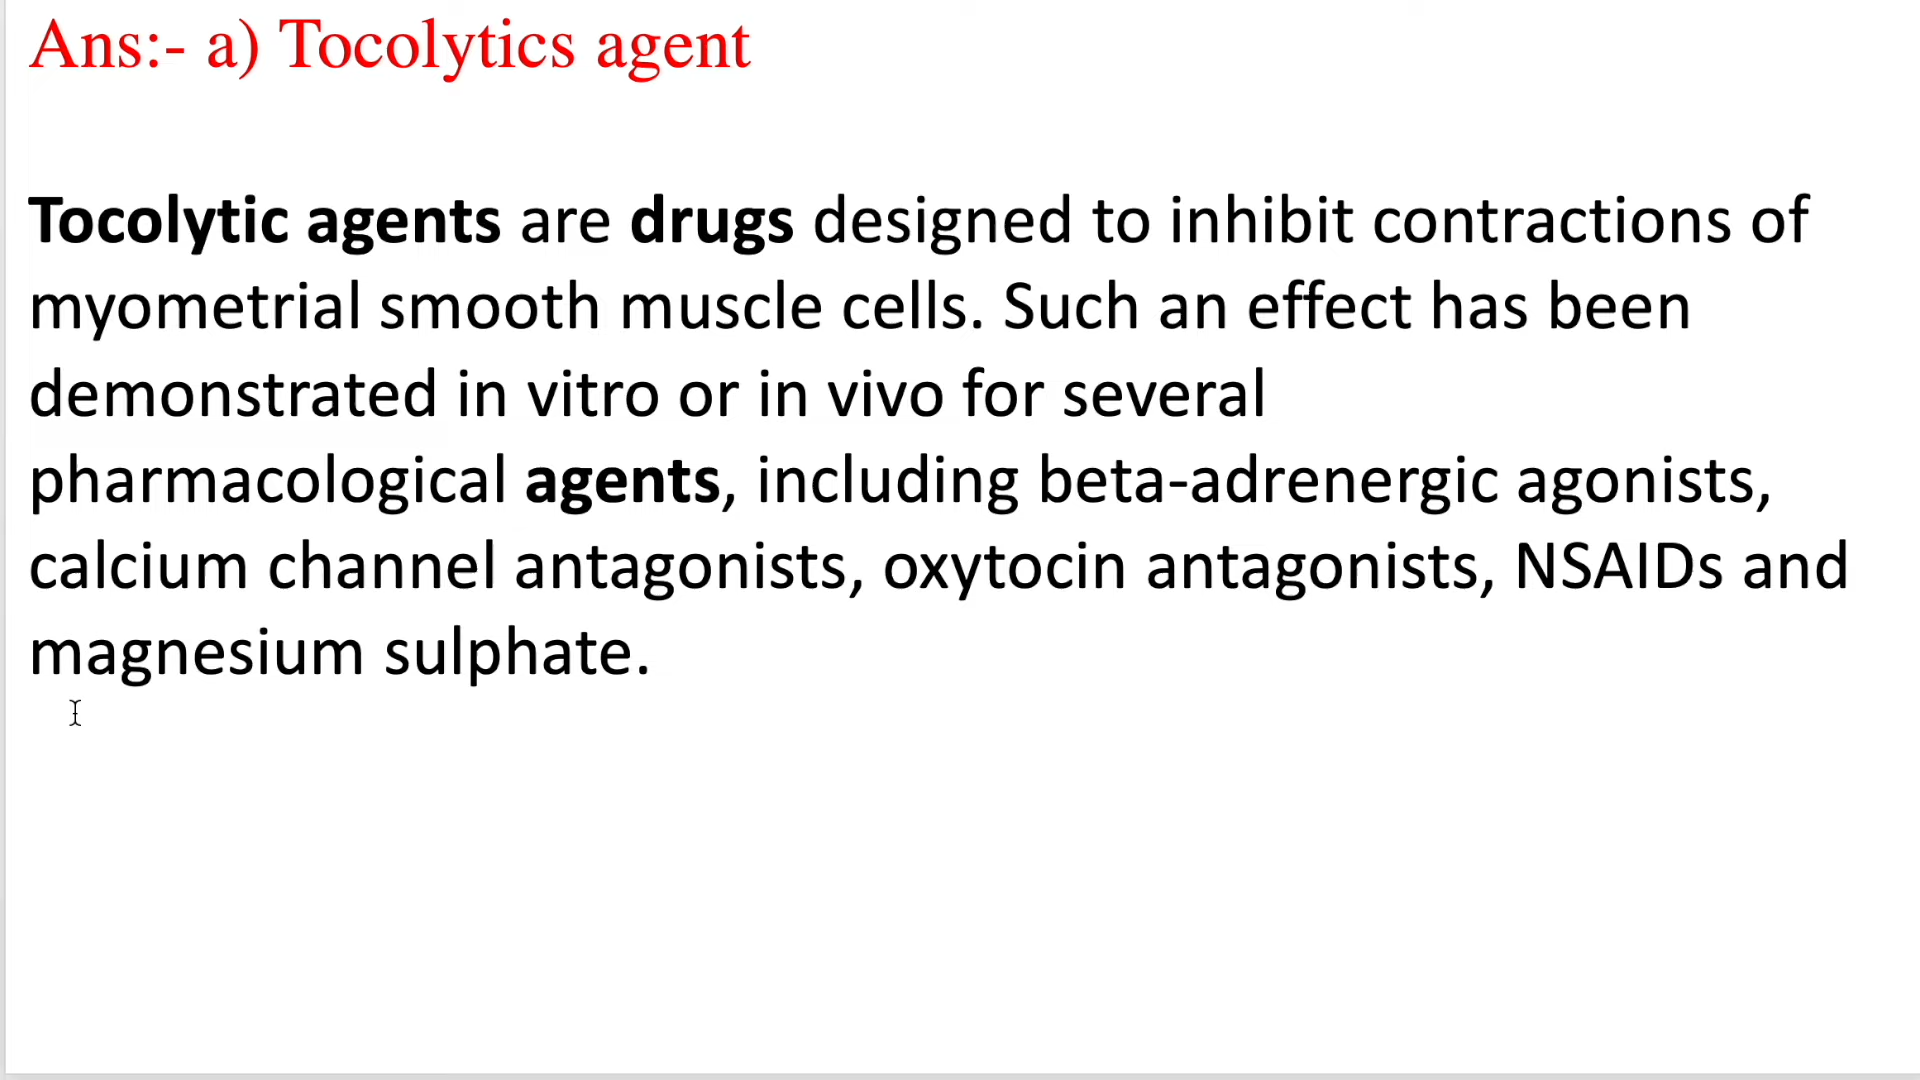 Ans:- a) Tocolytics agent
Tocolytic agents are drugs designed to inhibit contractions of
myometrial smooth muscle cells. Such an effect has been
demonstrated in vitro or in vivo for several
pharmacological agents, including beta-adrenergic agonists,
calcium channel antagonists, oxytocin antagonists, NSAIDs and
magnesium sulphate.